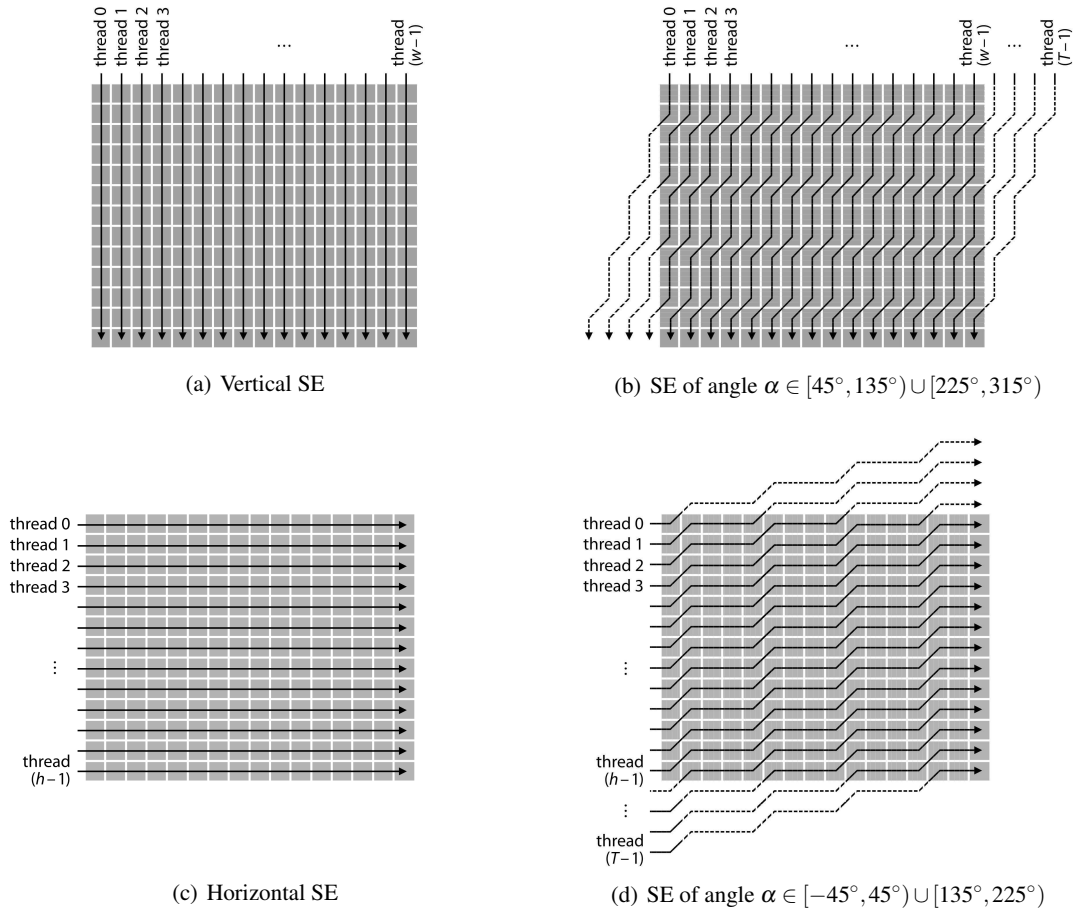 thread 0
thread 1
thread 2
thread 3
...
thread
(w−1)
(a) Vertical SE
thread 0
thread 1
thread 2
thread 3
...
thread
(w−1)
...
thread
(T−1)
(b) SE of angle α ∈ [45°, 135°) ∪ [225°, 315°)
thread 0
thread 1
thread 2
thread 3
⋮
thread
(h−1)
(c) Horizontal SE
thread 0
thread 1
thread 2
thread 3
⋮
thread
(h−1)
⋮
thread
(T−1)
(d) SE of angle α ∈ [−45°, 45°) ∪ [135°, 225°)